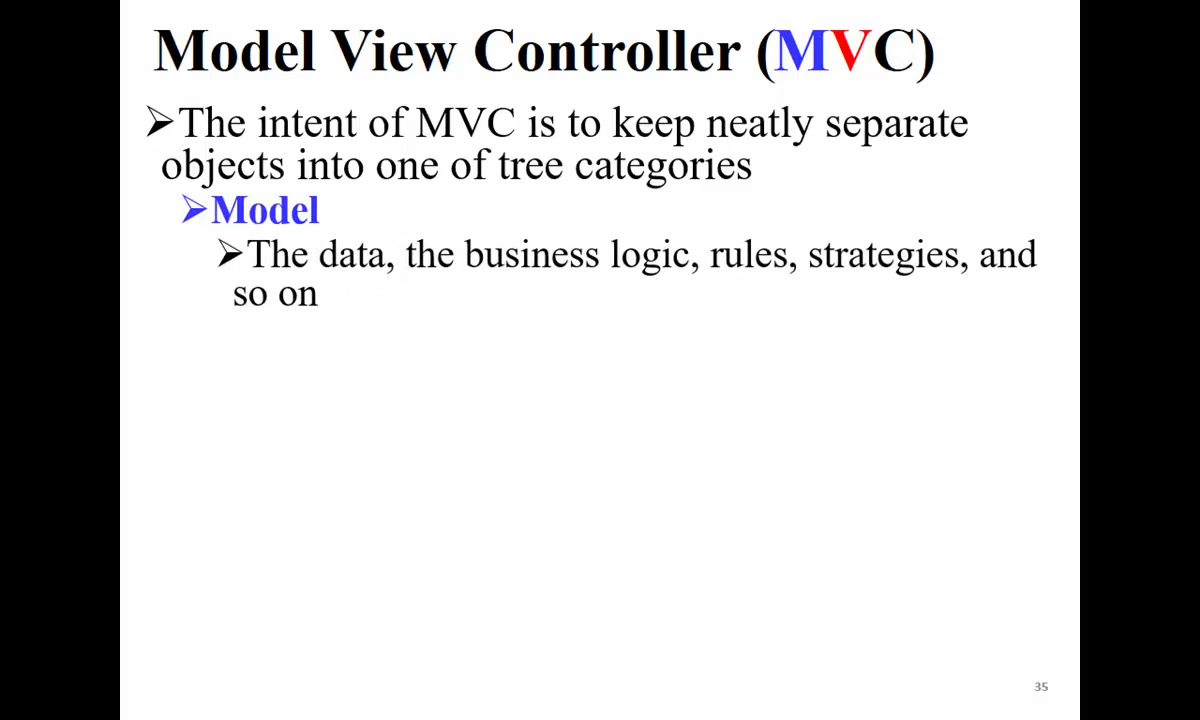 Model View Controller (MVC)
➢The intent of MVC is to keep neatly separate
objects into one of tree categories
➢Model
➢The data, the business logic, rules, strategies, and
so on
35